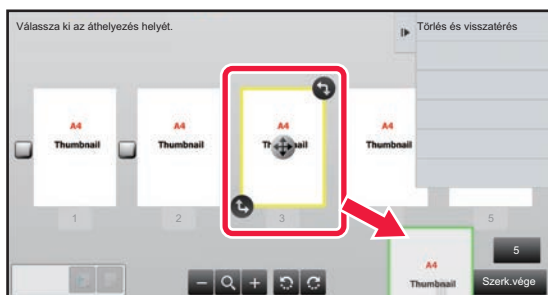 Válassza ki az áthelyezés helyét.
Törlés és visszatérés
A4
Thumbnail
A4
Thumbnail
A4
Thumbnail
A4
Thumbnail
1
2
3
5
5
A4
Thumbnail
Szerk.vége